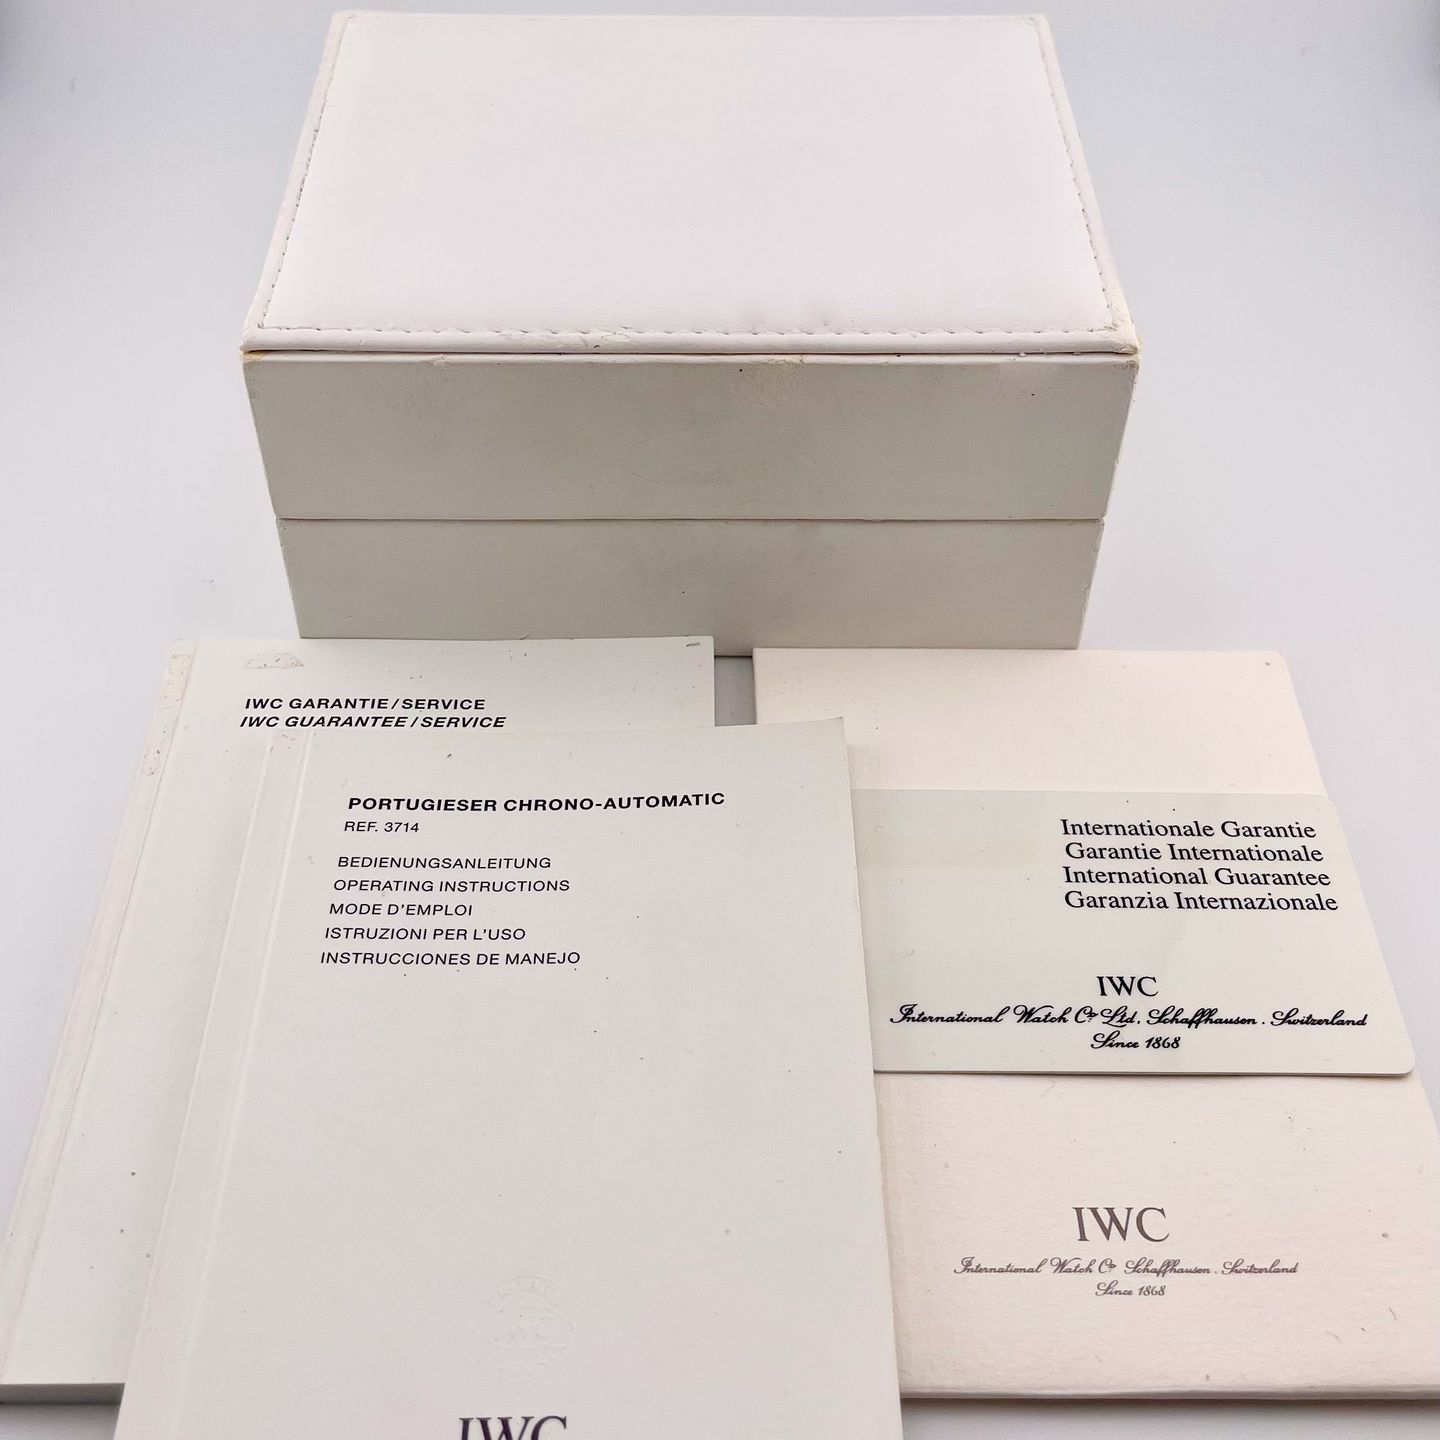 IWC GARANTIE/SERVICE
IWC GUARANTEE/SERVICE
PORTUGIESER CHRONO-AUTOMATIC
REF. 3714
BEDIENUNGSANLEITUNG
OPERATING INSTRUCTIONS
MODE D'EMPLOI
ISTRUZIONI PER L'USO
INSTRUCCIONES DE MANEJO
IWC
Internationale Garantie
Garantie Internationale
International Guarantee
Garanzia Internazionale
IWC
International Watch Co Ltd. Schaffhausen . Switzerland
Since 1868
IWC
International Watch Co Schaffhausen . Switzerland
Since 1868